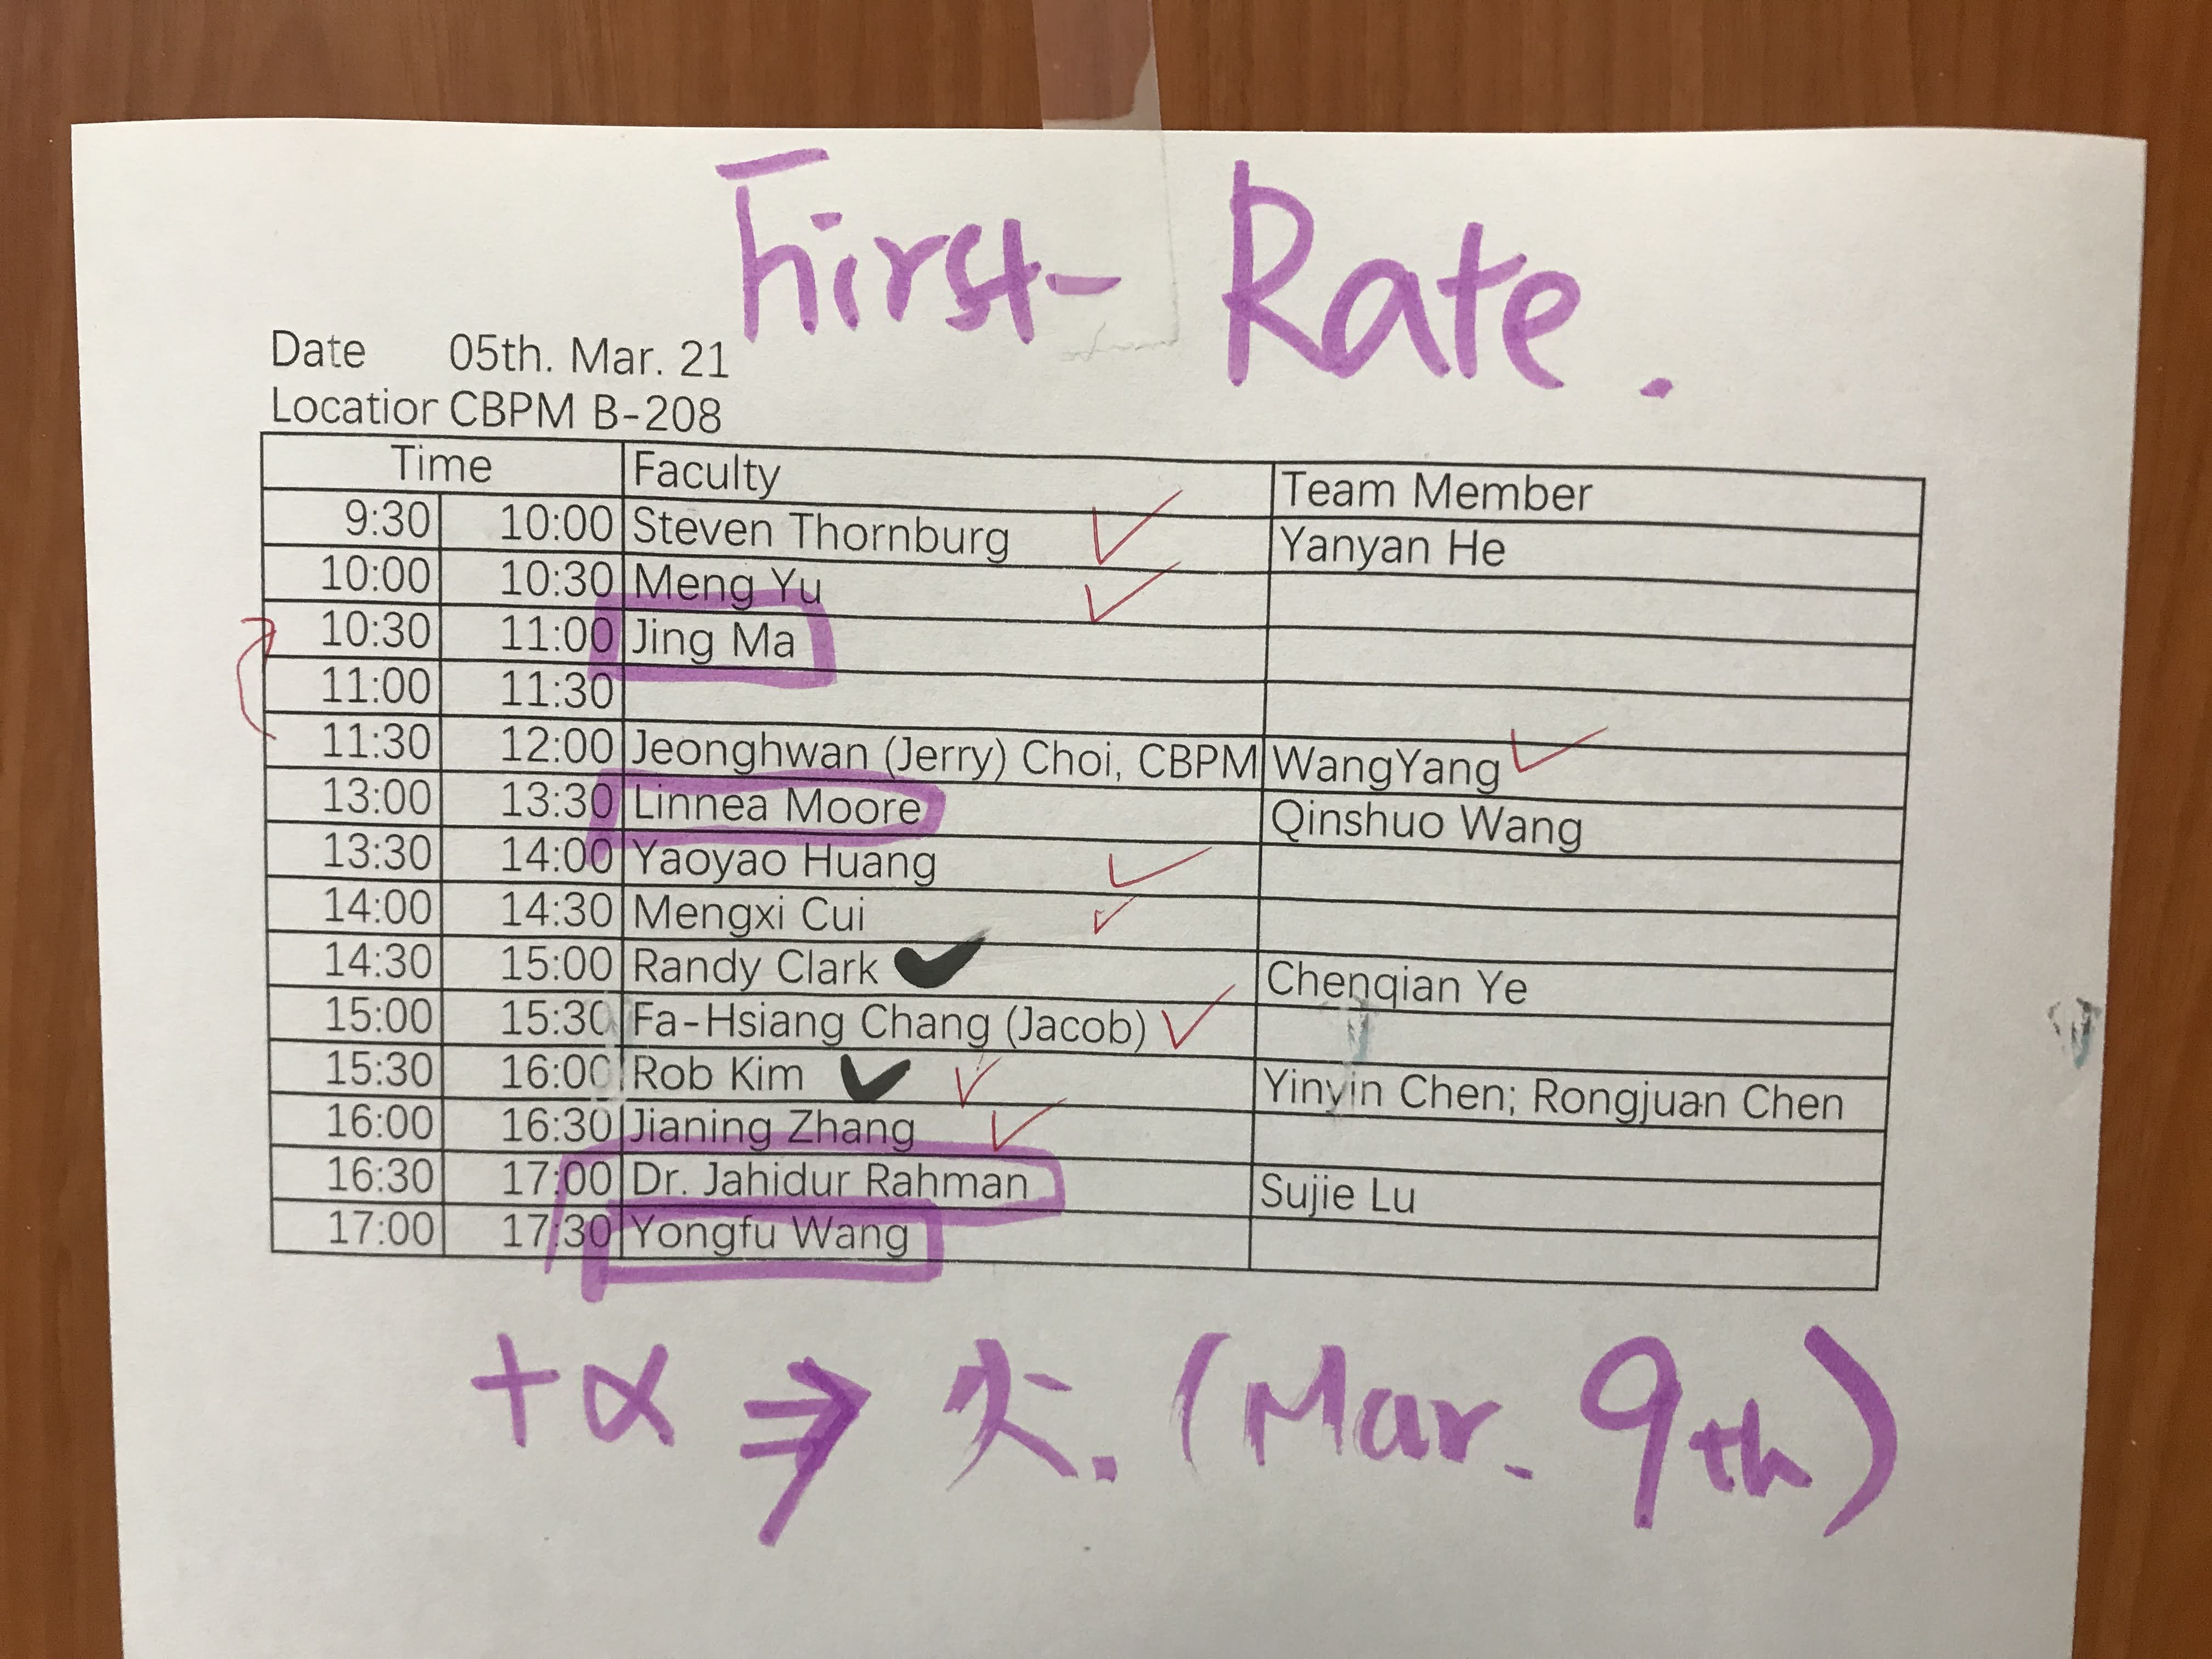 First- Rate.
Date 05th. Mar. 21
Locatior CBPM B-208
Time Faculty Team Member
9:30 10:00 Steven Thornburg Yanyan He
10:00 10:30 Meng Yu
10:30 11:00 Jing Ma
11:00 11:30
11:30 12:00 Jeonghwan (Jerry) Choi, CBPM WangYang
13:00 13:30 Linnea Moore Qinshuo Wang
13:30 14:00 Yaoyao Huang
14:00 14:30 Mengxi Cui
14:30 15:00 Randy Clark Chenqian Ye
15:00 15:30 Fa-Hsiang Chang (Jacob)
15:30 16:00 Rob Kim Yinyin Chen; Rongjuan Chen
16:00 16:30 Jianing Zhang
16:30 17:00 Dr. Jahidur Rahman Sujie Lu
17:00 17:30 Yongfu Wang
+α ⇒ (Mar. 9th)